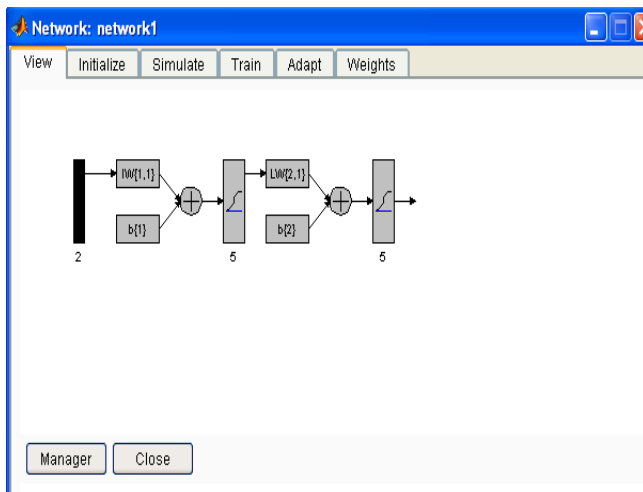 Network: network1
View Initialize Simulate Train Adapt Weights
IW{1,1} LW{2,1}
b{1} b{2}
2 5 5
Manager Close